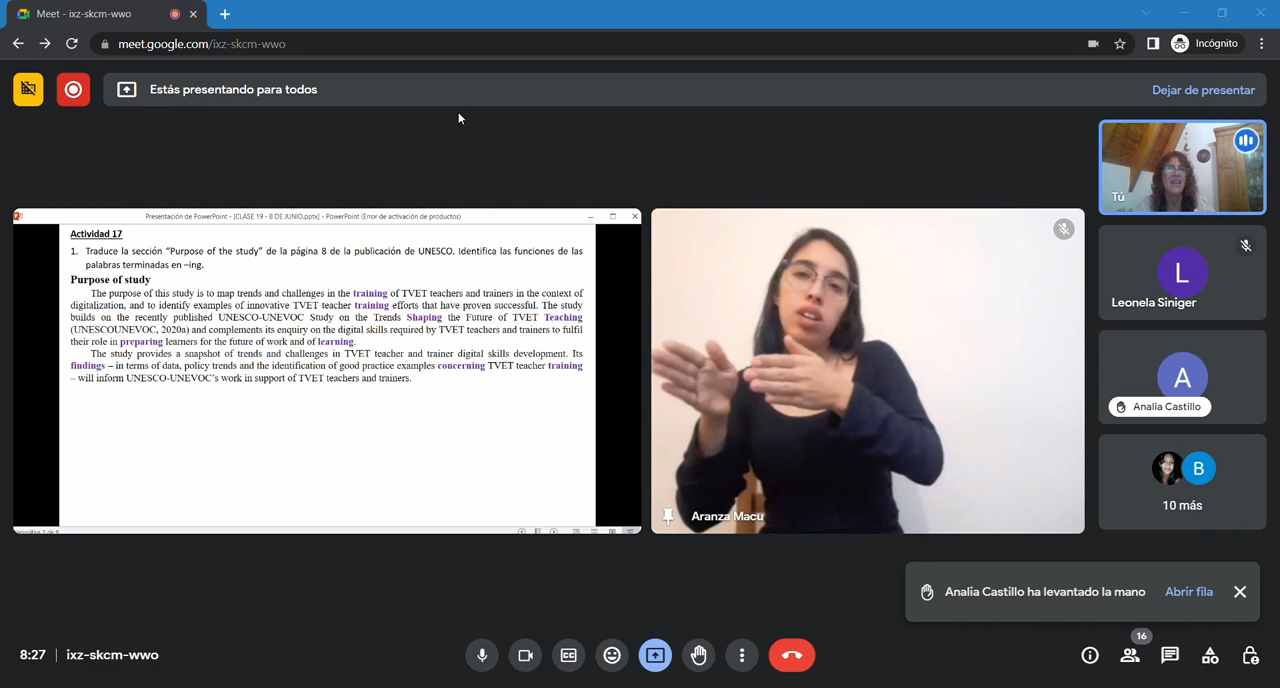 Meet - ixz-skcm-wwo
meet.google.com/ixz-skcm-wwo
Incógnito
Estás presentando para todos
Dejar de presentar
Presentación de PowerPoint - [CLASE 19 - 8 DE JUNIO.pptx] - PowerPoint (Error de activación de productos)
Actividad 17
1. Traduce la sección "Purpose of the study" de la página 8 de la publicación de UNESCO. Identifica las funciones de las
palabras terminadas en –ing.
Purpose of study
The purpose of this study is to map trends and challenges in the training of TVET teachers and trainers in the context of
digitalization, and to identify examples of innovative TVET teacher training efforts that have proven successful. The study
builds on the recently published UNESCO-UNEVOC Study on the Trends Shaping the Future of TVET Teaching
(UNESCOUNEVOC, 2020a) and complements its enquiry on the digital skills required by TVET teachers and trainers to fulfil
their role in preparing learners for the future of work and of learning.
The study provides a snapshot of trends and challenges in TVET teacher and trainer digital skills development. Its
findings – in terms of data, policy trends and the identification of good practice examples concerning TVET teacher training
– will inform UNESCO-UNEVOC's work in support of TVET teachers and trainers.
Aranza Macu
Tú
L
Leonela Siniger
A
Analia Castillo
B
10 más
Analia Castillo ha levantado la mano
Abrir fila
16
8:27
ixz-skcm-wwo